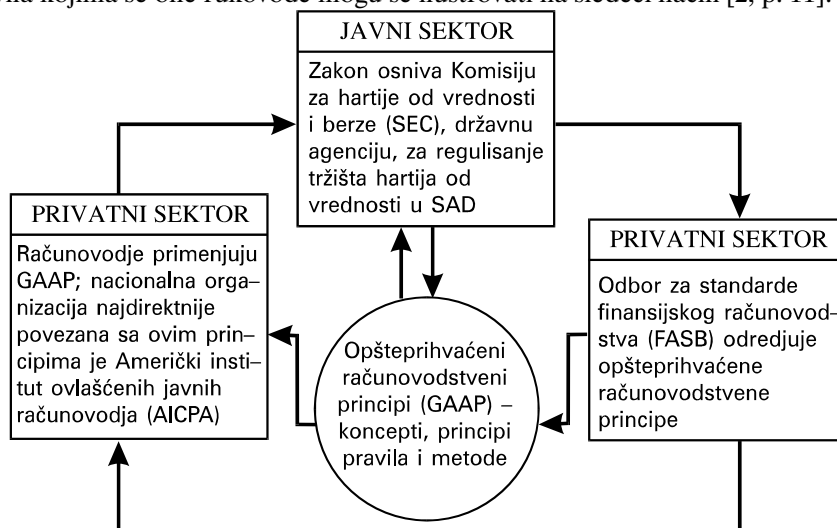 kojima se one rukovode mogu se ilustrovati na sledeći način [2, p. 11]:
JAVNI SEKTOR
Zakon osniva Komisiju
za hartije od vrednosti
i berze (SEC), državnu
agenciju, za regulisanje
tržišta hartija od
vrednosti u SAD
PRIVATNI SEKTOR
Računovodje primenjuju
GAAP; nacionalna orga–
nizacija najdirektnije
povezana sa ovim prin–
cipima je Američki insti–
tut ovlašćenih javnih
računovodja (AICPA)
Opšteprihvaćeni
računovodstveni
principi (GAAP) –
koncepti, principi
pravila i metode
PRIVATNI SEKTOR
Odbor za standarde
finansijskog računovod–
stva (FASB) odredjuje
opšteprihvaćene
računovodstvene
principe